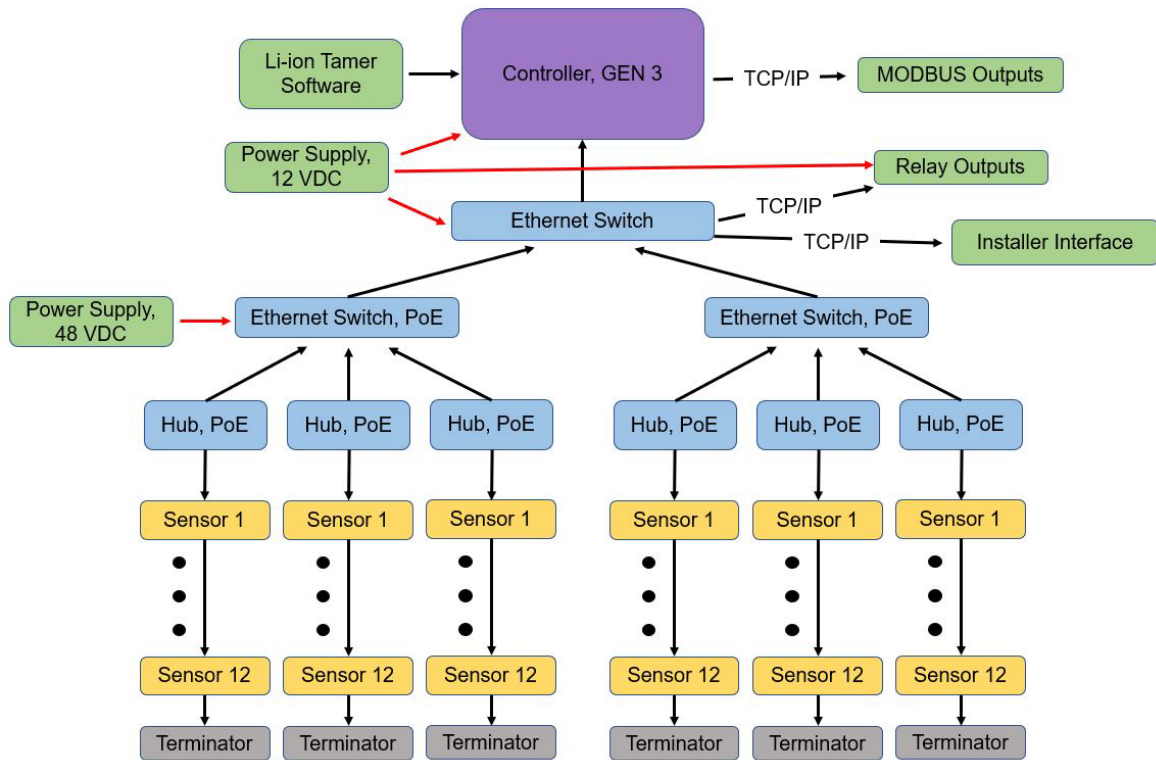 Li-ion Tamer
Software
Controller, GEN 3
TCP/IP
MODBUS Outputs
Power Supply,
12 VDC
Relay Outputs
TCP/IP
Ethernet Switch
TCP/IP
Installer Interface
Power Supply,
48 VDC
Ethernet Switch, PoE
Ethernet Switch, PoE
Hub, PoE
Hub, PoE
Hub, PoE
Hub, PoE
Hub, PoE
Hub, PoE
Sensor 1
Sensor 1
Sensor 1
Sensor 1
Sensor 1
Sensor 1
Sensor 12
Sensor 12
Sensor 12
Sensor 12
Sensor 12
Sensor 12
Terminator
Terminator
Terminator
Terminator
Terminator
Terminator